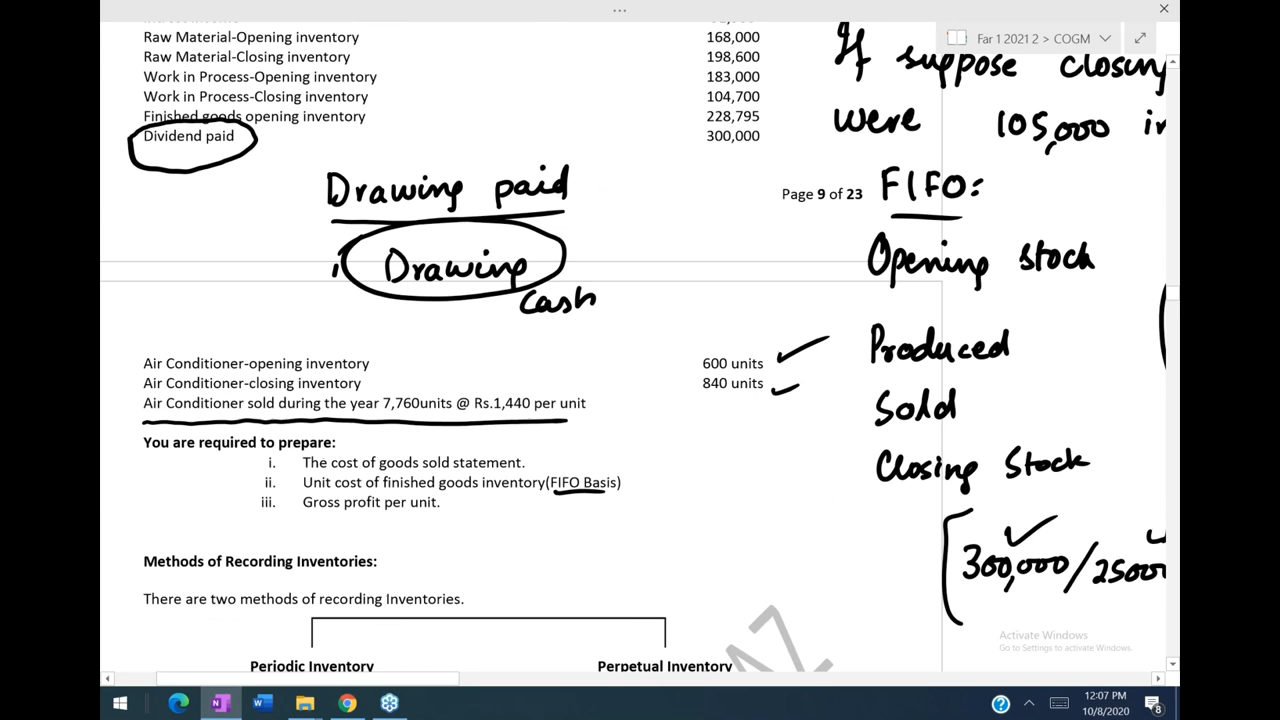 Far 1 2021 2 > COGM
Raw Material-Opening inventory 168,000
Raw Material-Closing inventory 198,600
Work in Process-Opening inventory 183,000
Work in Process-Closing inventory 104,700
Finished goods opening inventory 228,795
Dividend paid 300,000
Drawing paid
Page 9 of 23
i, Drawing
cash
Air Conditioner-opening inventory 600 units
Air Conditioner-closing inventory 840 units
Air Conditioner sold during the year 7,760units @ Rs.1,440 per unit
You are required to prepare:
i. The cost of goods sold statement.
ii. Unit cost of finished goods inventory(FIFO Basis)
iii. Gross profit per unit.
Methods of Recording Inventories:
There are two methods of recording Inventories.
Periodic Inventory Perpetual Inventory
If suppose closing
were 105,000 in
FIFO:
Opening stock
Produced
Sold
Closing Stock
300,000/25000
Activate Windows
Go to Settings to activate Windows.
12:07 PM
10/8/2020
8